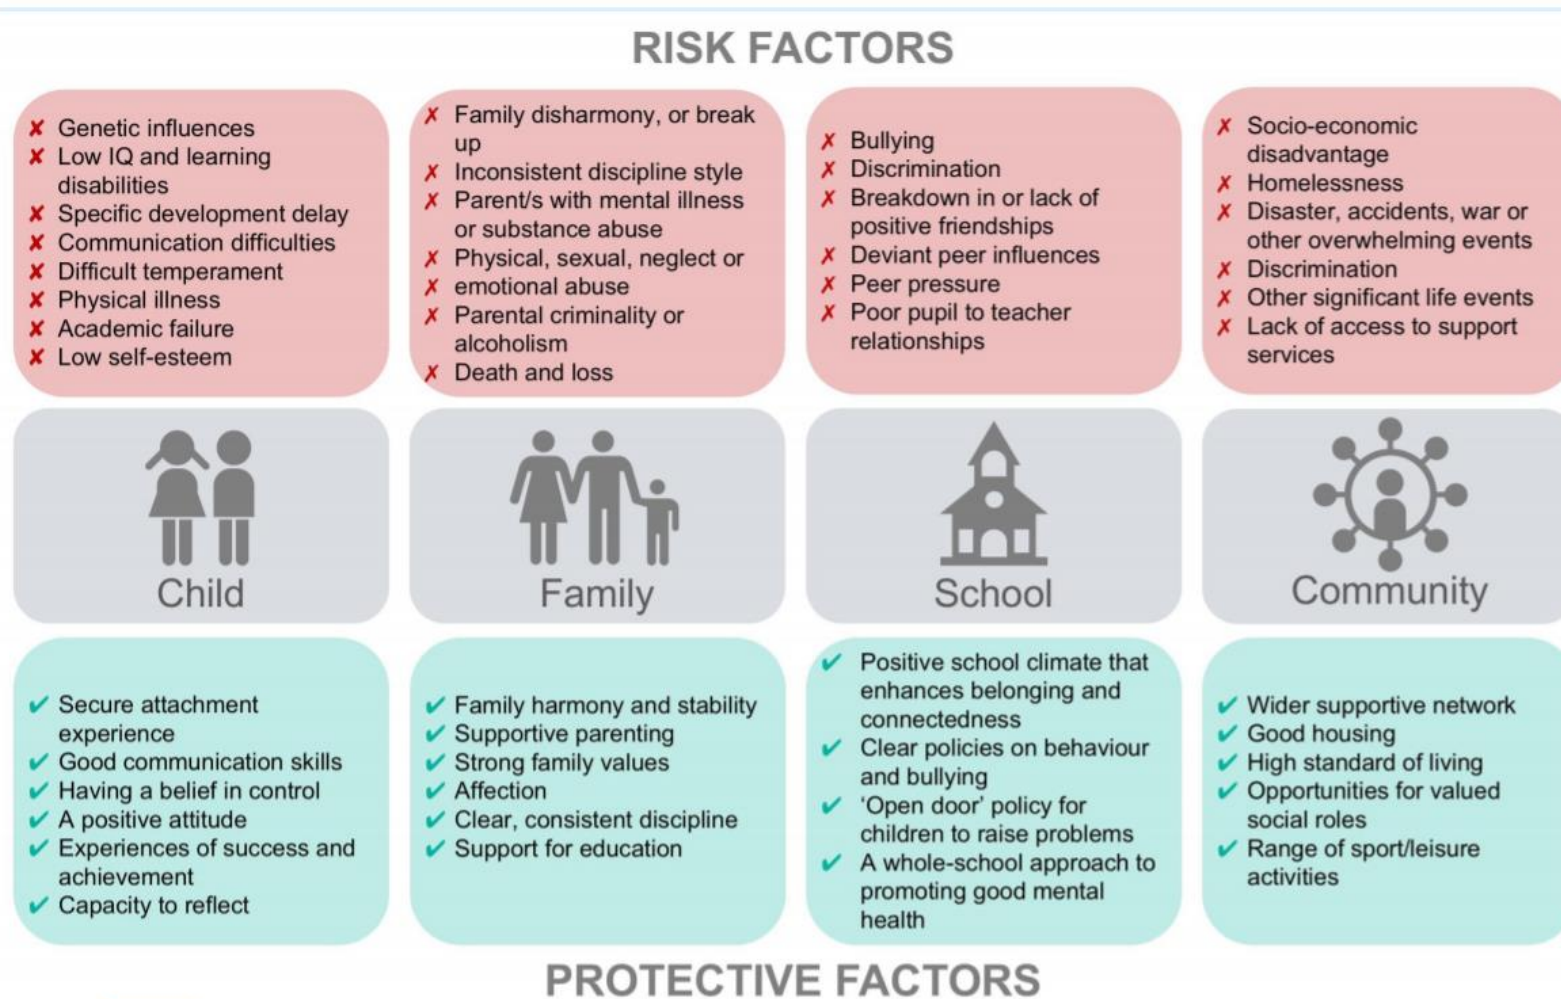 RISK FACTORS
✘ Genetic influences
✘ Low IQ and learning
disabilities
✘ Specific development delay
✘ Communication difficulties
✘ Difficult temperament
✘ Physical illness
✘ Academic failure
✘ Low self-esteem
✗ Family disharmony, or break
up
✗ Inconsistent discipline style
✗ Parent/s with mental illness
or substance abuse
✗ Physical, sexual, neglect or
✗ emotional abuse
✗ Parental criminality or
alcoholism
✗ Death and loss
✗ Bullying
✗ Discrimination
✗ Breakdown in or lack of
positive friendships
✗ Deviant peer influences
✗ Peer pressure
✗ Poor pupil to teacher
relationships
✗ Socio-economic
disadvantage
✗ Homelessness
✗ Disaster, accidents, war or
other overwhelming events
✗ Discrimination
✗ Other significant life events
✗ Lack of access to support
services
Child
Family
School
Community
✔ Secure attachment
experience
✔ Good communication skills
✔ Having a belief in control
✔ A positive attitude
✔ Experiences of success and
achievement
✔ Capacity to reflect
✔ Family harmony and stability
✔ Supportive parenting
✔ Strong family values
✔ Affection
✔ Clear, consistent discipline
✔ Support for education
✔ Positive school climate that
enhances belonging and
connectedness
✔ Clear policies on behaviour
and bullying
✔ ‘Open door’ policy for
children to raise problems
✔ A whole-school approach to
promoting good mental
health
✔ Wider supportive network
✔ Good housing
✔ High standard of living
✔ Opportunities for valued
social roles
✔ Range of sport/leisure
activities
PROTECTIVE FACTORS